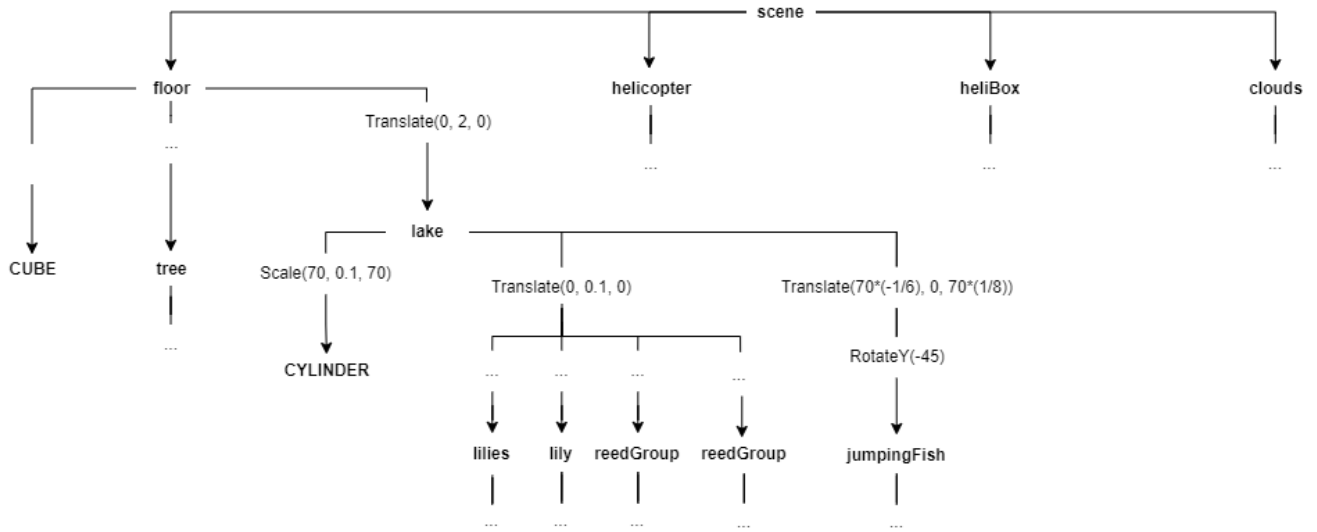 scene
floor
helicopter
heliBox
clouds
Translate(0, 2, 0)
...
...
...
...
lake
CUBE
tree
Scale(70, 0.1, 70)
Translate(0, 0.1, 0)
Translate(70*(-1/6), 0, 70*(1/8))
...
RotateY(-45)
CYLINDER
...
...
...
...
lilies
lily
reedGroup
reedGroup
jumpingFish
...
...
...
...
...